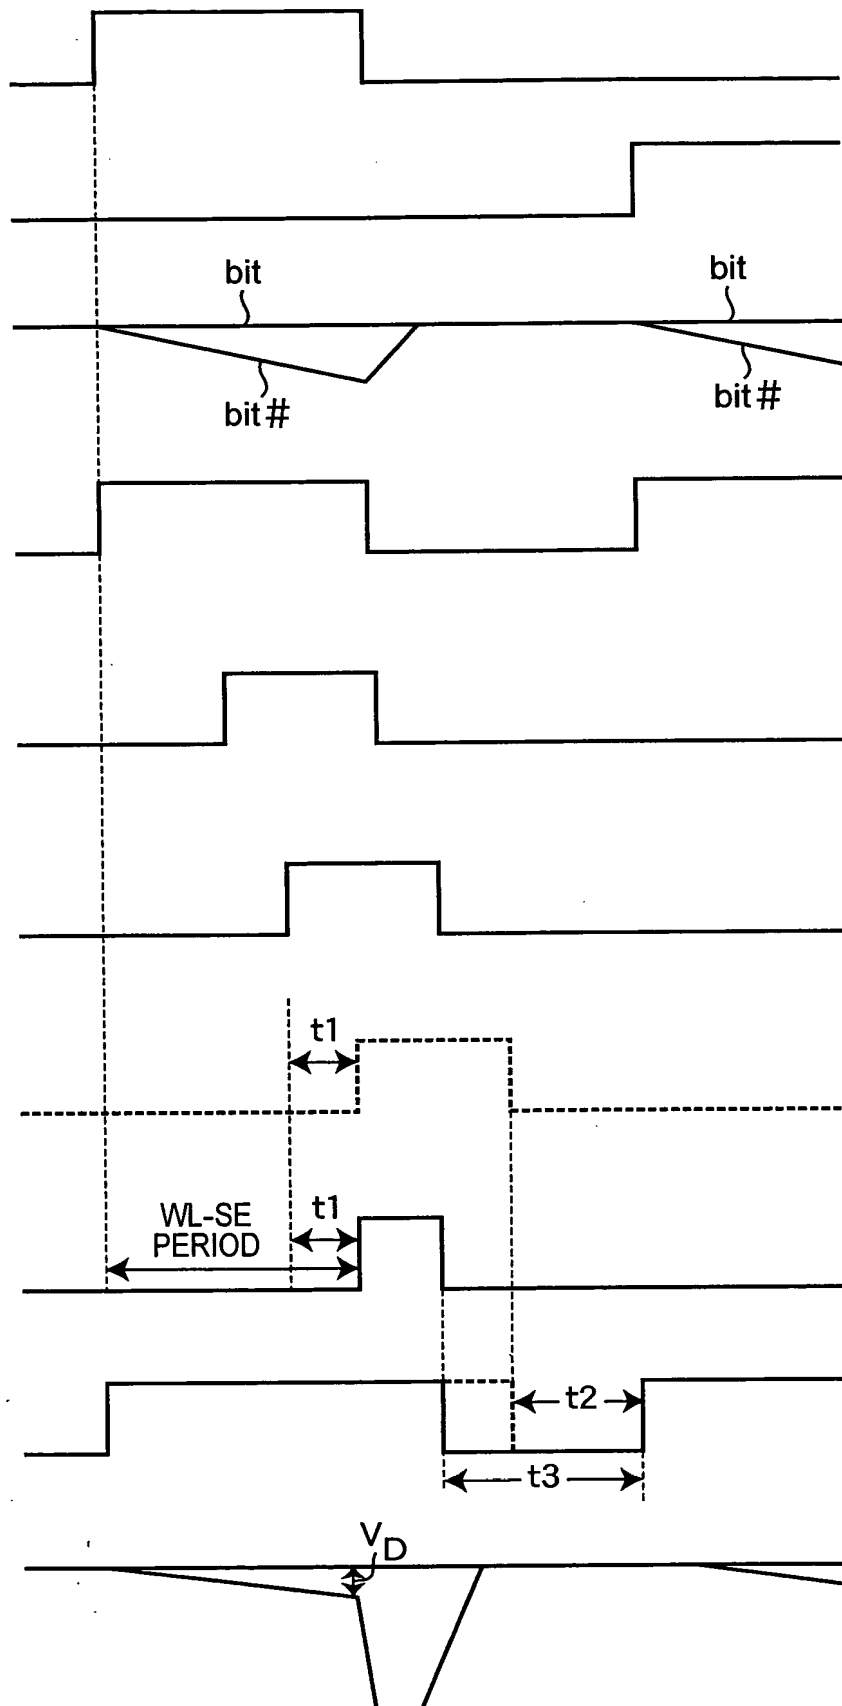 bit
bit
bit#
bit#
t1
WL-SE
PERIOD
t1
t2
t3
VD